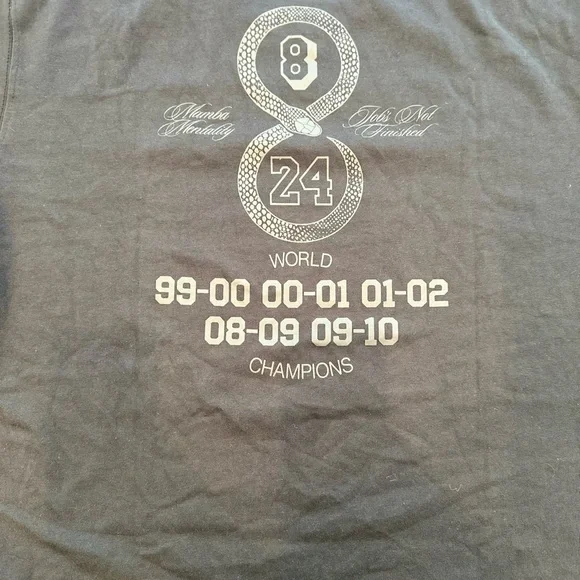 8
Mamba Mentality
Job's Not Finished
24
WORLD
99-00 00-01 01-02
08-09 09-10
CHAMPIONS